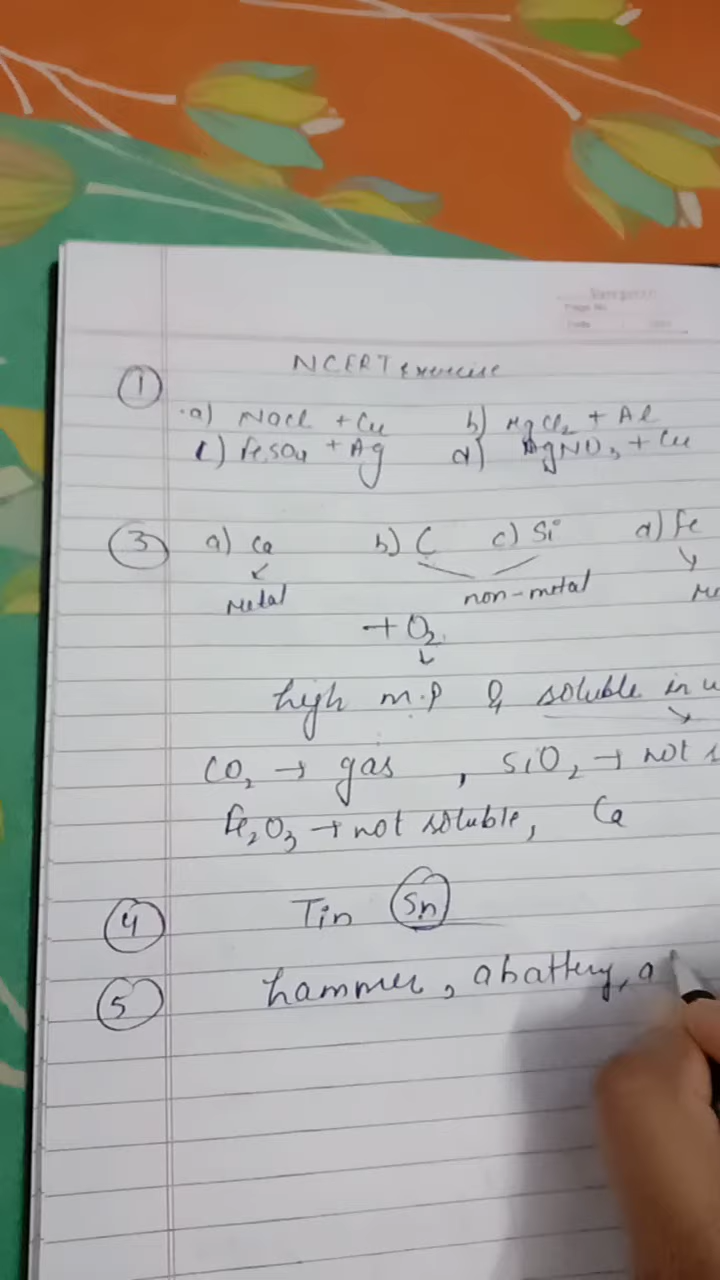 NCERT Exercise
① a) NaCl + Cu b) MgCl₂ + Al
c) FeSO₄ + Ag d) AgNO₃ + Cu
③ a) Ca b) C c) Si d) Fe
Metal non-metal
+ O₂
high m.p & soluble in
CO₂ → gas , SiO₂ → not
Fe₂O₃ → not soluble, Ca
④ Tin Sn
⑤ hammer, a battery, a